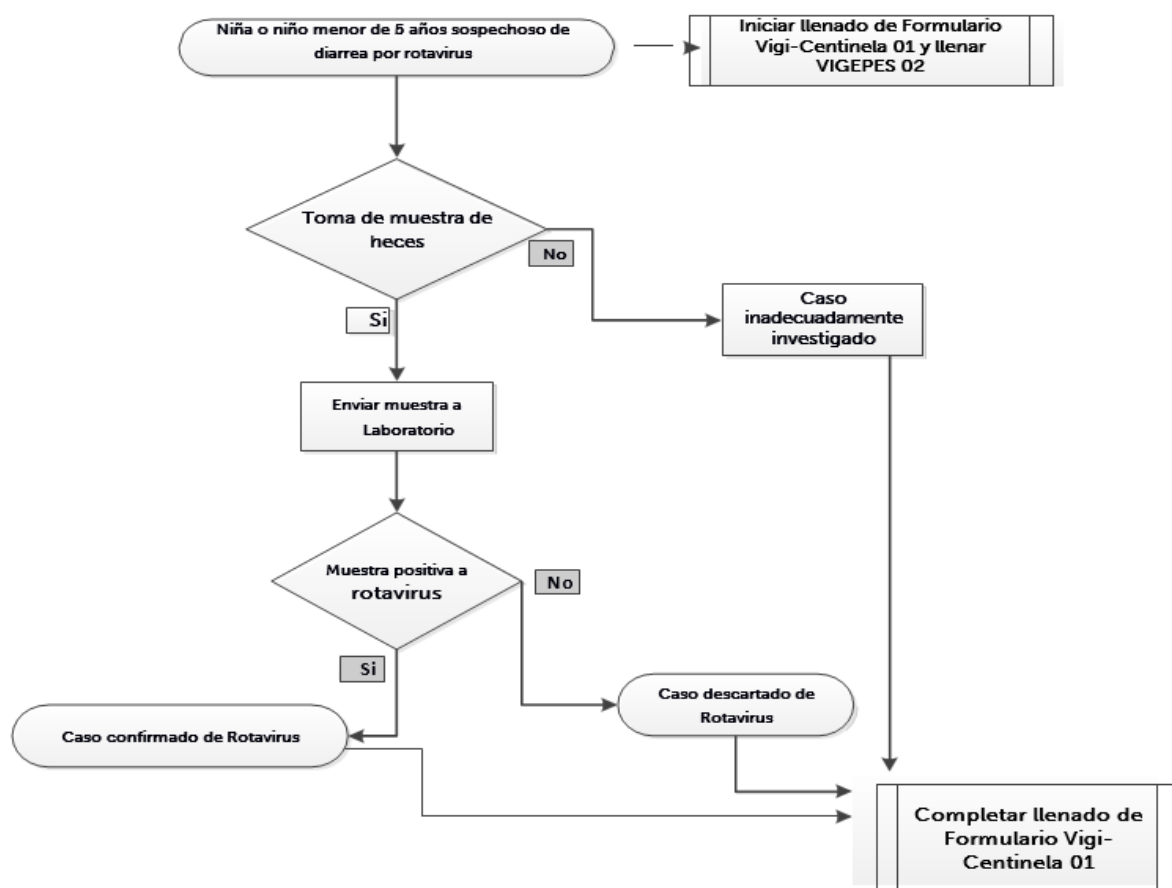 Niña o niño menor de 5 años sospechoso de
diarrea por rotavirus
Iniciar llenado de Formulario
Vigi-Centinela 01 y llenar
VIGEPES 02
Toma de muestra de
heces
No
Si
Caso
inadecuadamente
investigado
Enviar muestra a
Laboratorio
Muestra positiva a
rotavirus
No
Si
Caso descartado de
Rotavirus
Caso confirmado de Rotavirus
Completar llenado de
Formulario Vigi-
Centinela 01